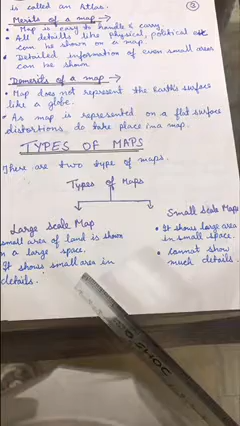 is called an Atlas.
Merits of a map →
• Map is easy to handle & carry.
• All details like physical, political etc
can be shown on a map.
• Detailed information of even small areas
can be shown
Demerits of a map →
• Map does not represent the Earth's surface
like a globe.
• As map is represented on a flat surface
distortions do take place in a map.
TYPES OF MAPS
There are two type of maps.
Types of Maps
Large Scale Map
small area of land is shown
n a large space.
It shows small area in
details.
Small Scale Maps
• It shows large area
in small space.
• Cannot show
much details.
SHOC